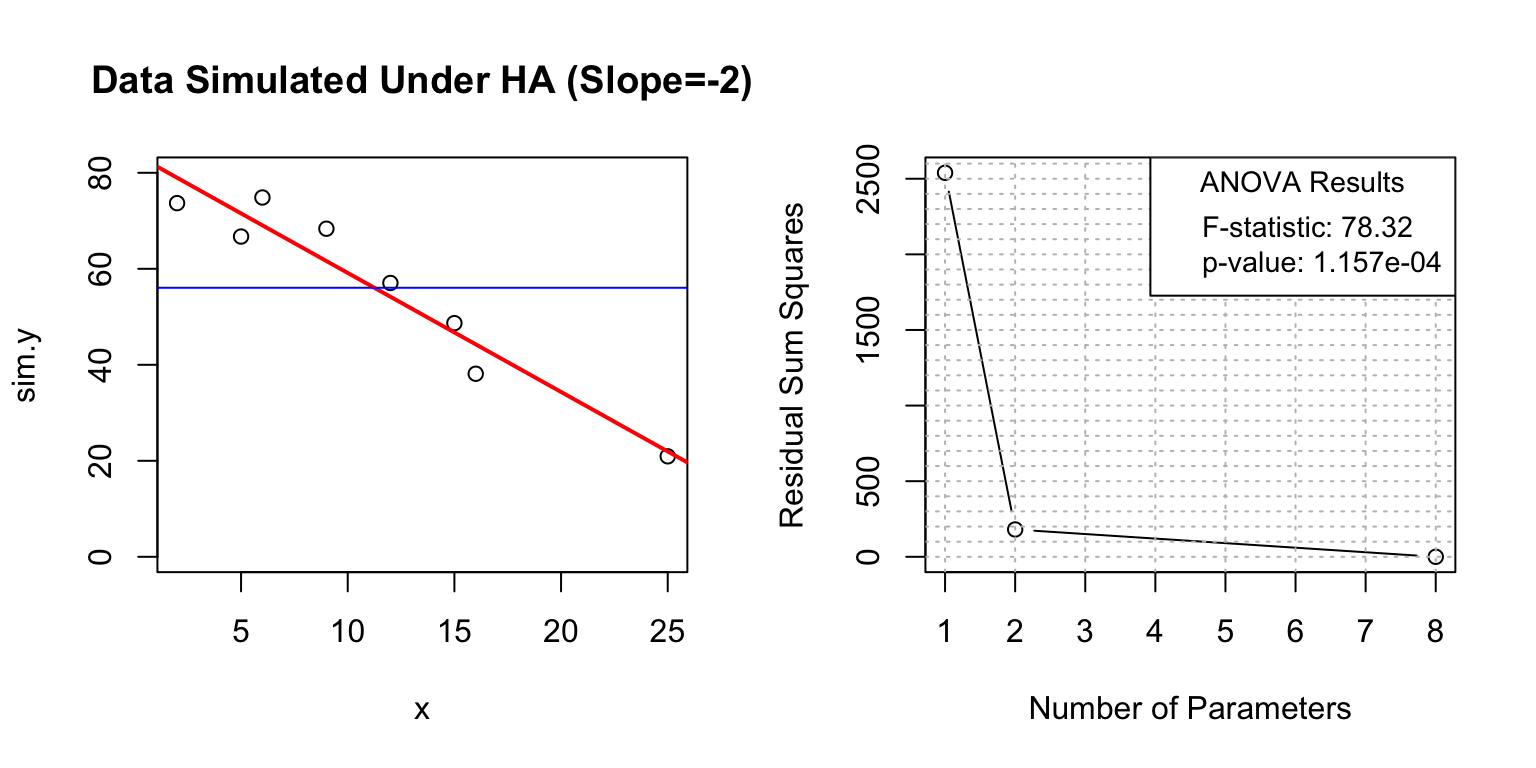 Data Simulated Under HA (Slope=-2)
sim.y
80
60
40
20
0
5 10 15 20 25
x
Residual Sum Squares
2500
1500
500
0
1 2 3 4 5 6 7 8
Number of Parameters
ANOVA Results
F-statistic: 78.32
p-value: 1.157e-04